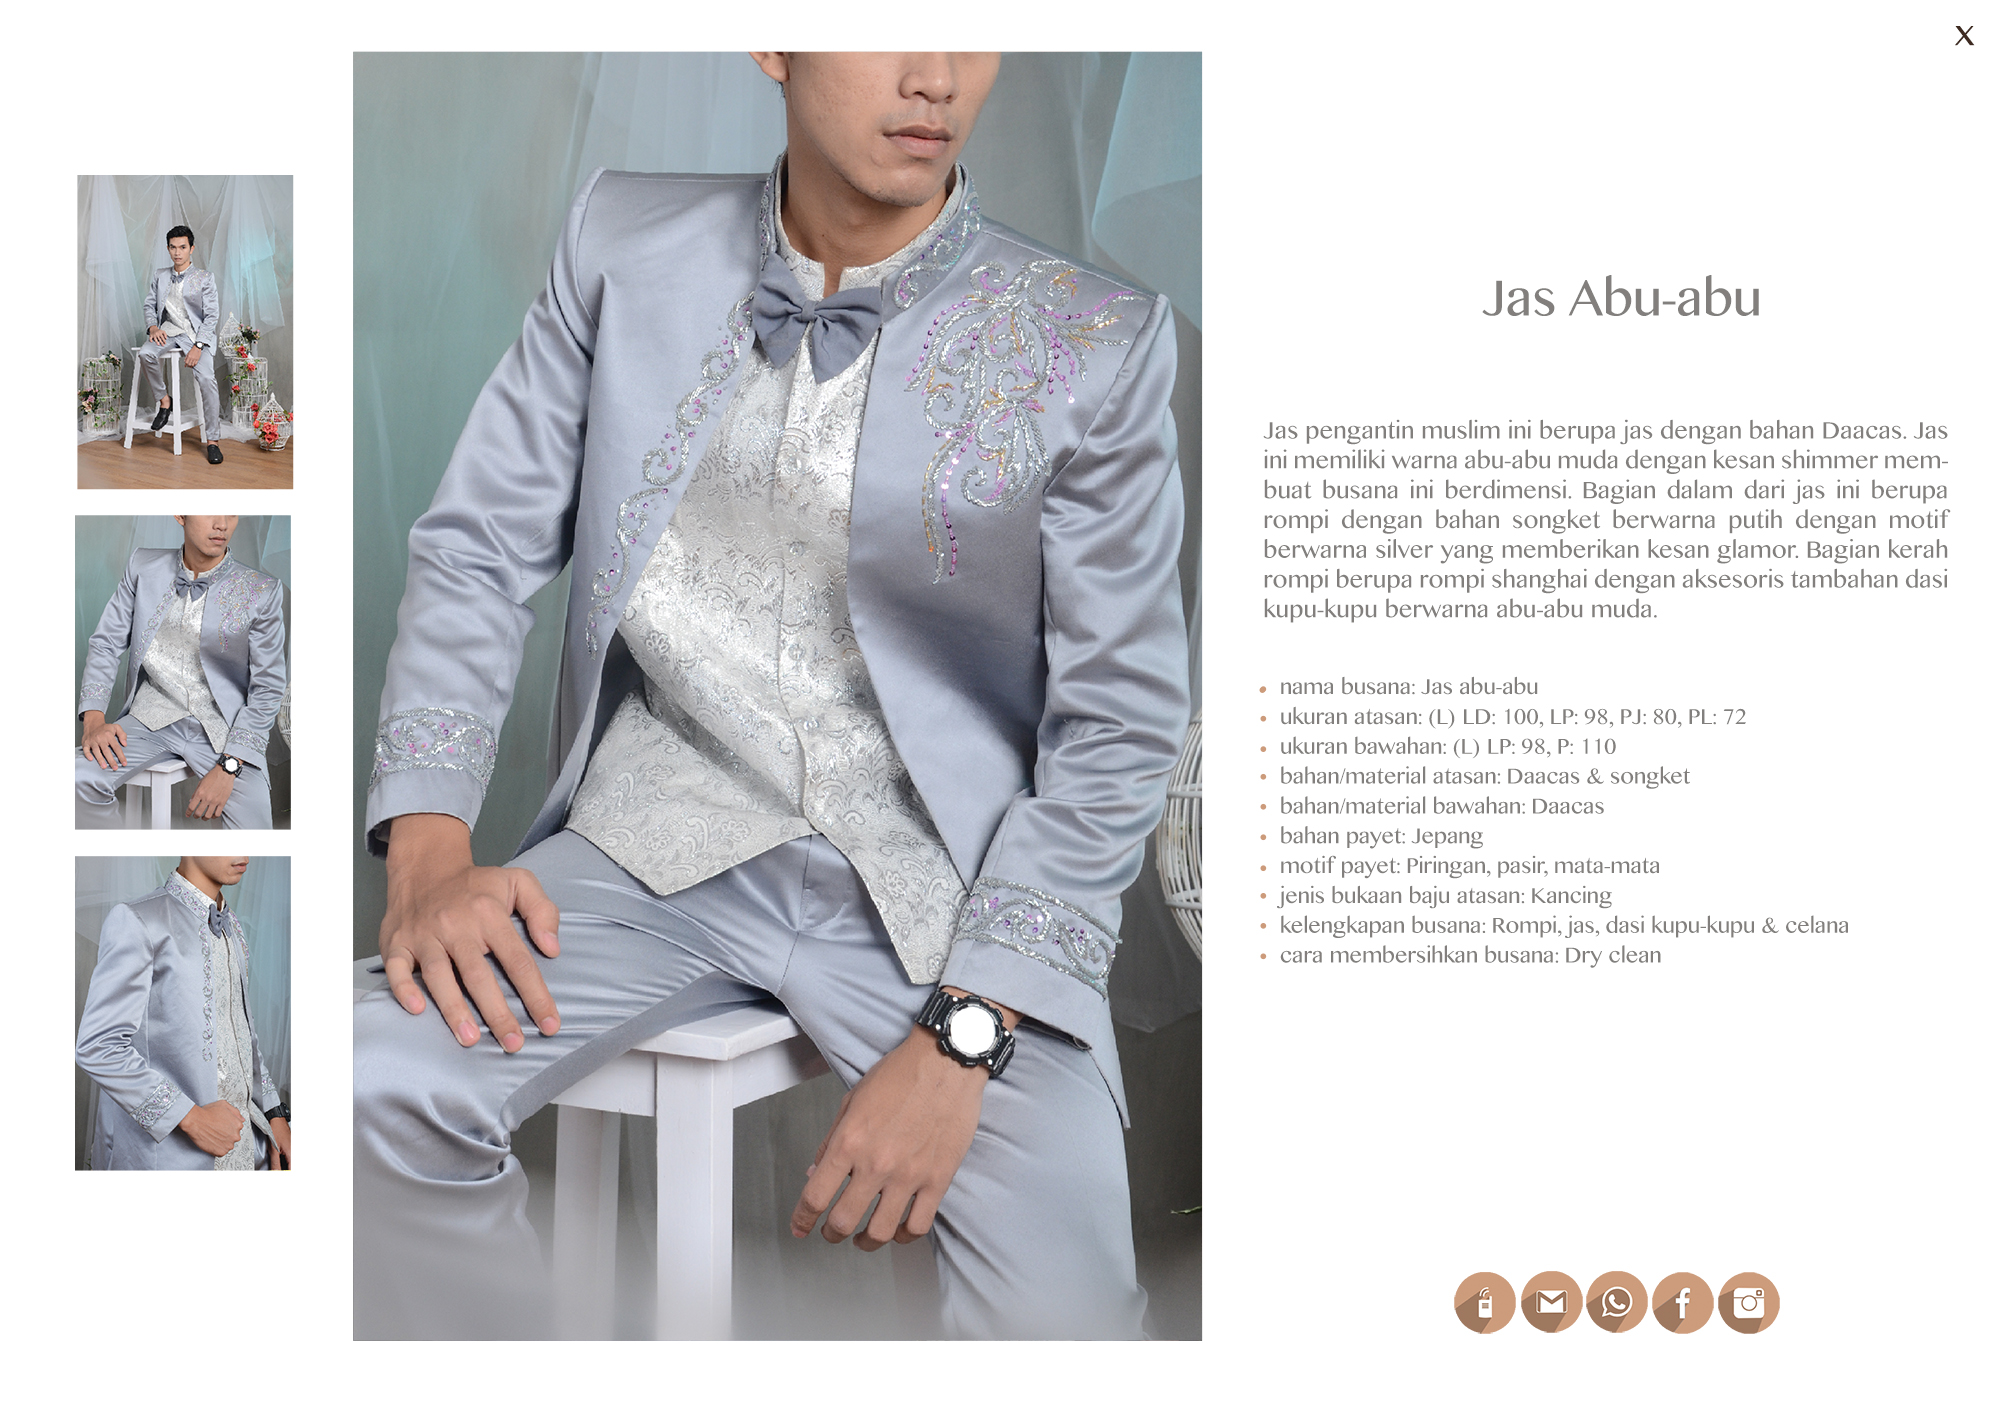 X
Jas Abu-abu
Jas pengantin muslim ini berupa jas dengan bahan Daacas. Jas
ini memiliki warna abu-abu muda dengan kesan shimmer mem-
buat busana ini berdimensi. Bagian dalam dari jas ini berupa
rompi dengan bahan songket berwarna putih dengan motif
berwarna silver yang memberikan kesan glamor. Bagian kerah
rompi berupa rompi shanghai dengan aksesoris tambahan dasi
kupu-kupu berwarna abu-abu muda.
• nama busana: Jas abu-abu
• ukuran atasan: (L) LD: 100, LP: 98, PJ: 80, PL: 72
• ukuran bawahan: (L) LP: 98, P: 110
• bahan/material atasan: Daacas & songket
• bahan/material bawahan: Daacas
• bahan payet: Jepang
• motif payet: Piringan, pasir, mata-mata
• jenis bukaan baju atasan: Kancing
• kelengkapan busana: Rompi, jas, dasi kupu-kupu & celana
• cara membersihkan busana: Dry clean